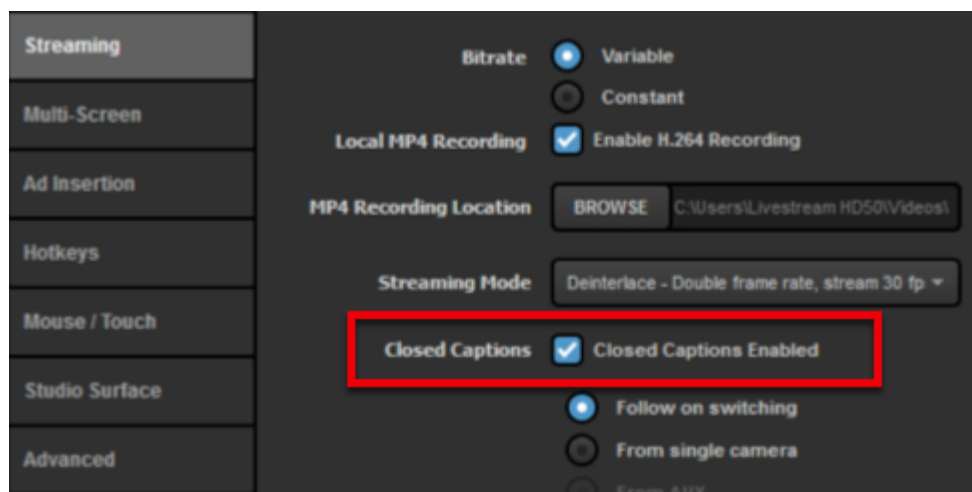 Streaming
Multi-Screen
Ad Insertion
Hotkeys
Mouse / Touch
Studio Surface
Advanced
Bitrate Variable
Constant
Local MP4 Recording Enable H.264 Recording
MP4 Recording Location BROWSE C:\Users\Livestream HD50\Videos\
Streaming Mode Deinterlace - Double frame rate, stream 30 fp
Closed Captions Closed Captions Enabled
Follow on switching
From single camera
From AUX